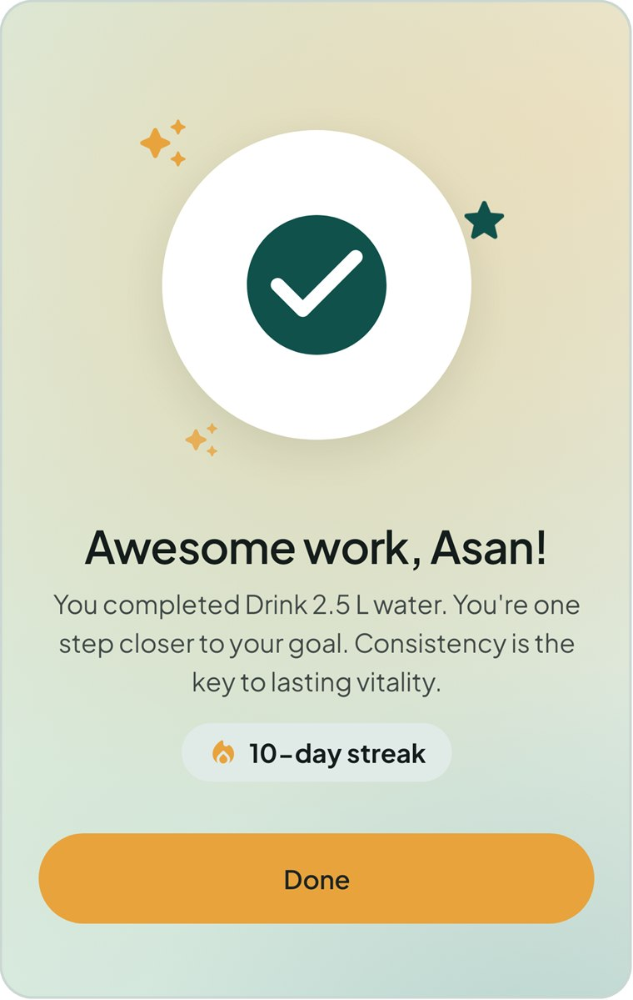 Awesome work, Asan!
You completed Drink 2.5 L water. You're one
step closer to your goal. Consistency is the
key to lasting vitality.
10-day streak
Done